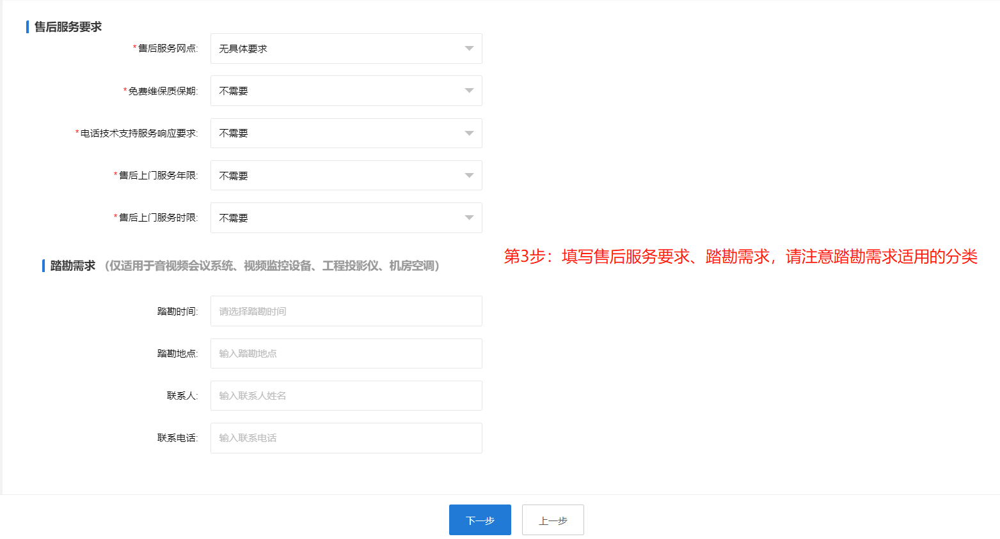 售后服务要求
*售后服务网点: 无具体要求
*免费维保质保期: 不需要
*电话技术支持服务响应要求: 不需要
*售后上门服务年限: 不需要
*售后上门服务时限: 不需要
第3步：填写售后服务要求、踏勘需求，请注意踏勘需求适用的分类
踏勘需求 （仅适用于音视频会议系统、视频监控设备、工程投影仪、机房空调）
踏勘时间: 请选择踏勘时间
踏勘地点: 输入踏勘地点
联系人: 输入联系人姓名
联系电话: 输入联系电话
下一步 上一步